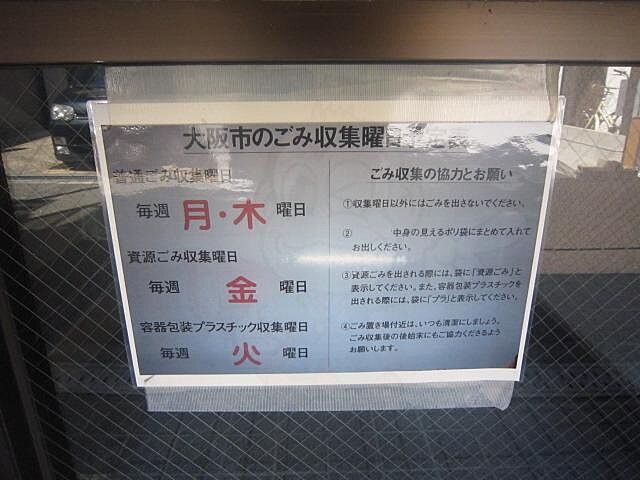 大阪市のごみ収集曜日
普通ごみ収集曜日
毎週 月・木 曜日
資源ごみ収集曜日
毎週 金 曜日
容器包装プラスチック収集曜日
毎週 火 曜日
ごみ収集の協力とお願い
①収集曜日以外にはごみを出さないでください。
② 中身の見えるポリ袋にまとめて入れて
お出しください。
③資源ごみを出される際には、袋に「資源ごみ」と
表示してください。また、容器包装プラスチックを
出される際には、袋に「プラ」と表示してください。
④ごみ置き場付近は、いつも清潔にしましょう。
ごみ収集後の後始末にもご協力くださるよう
お願いします。